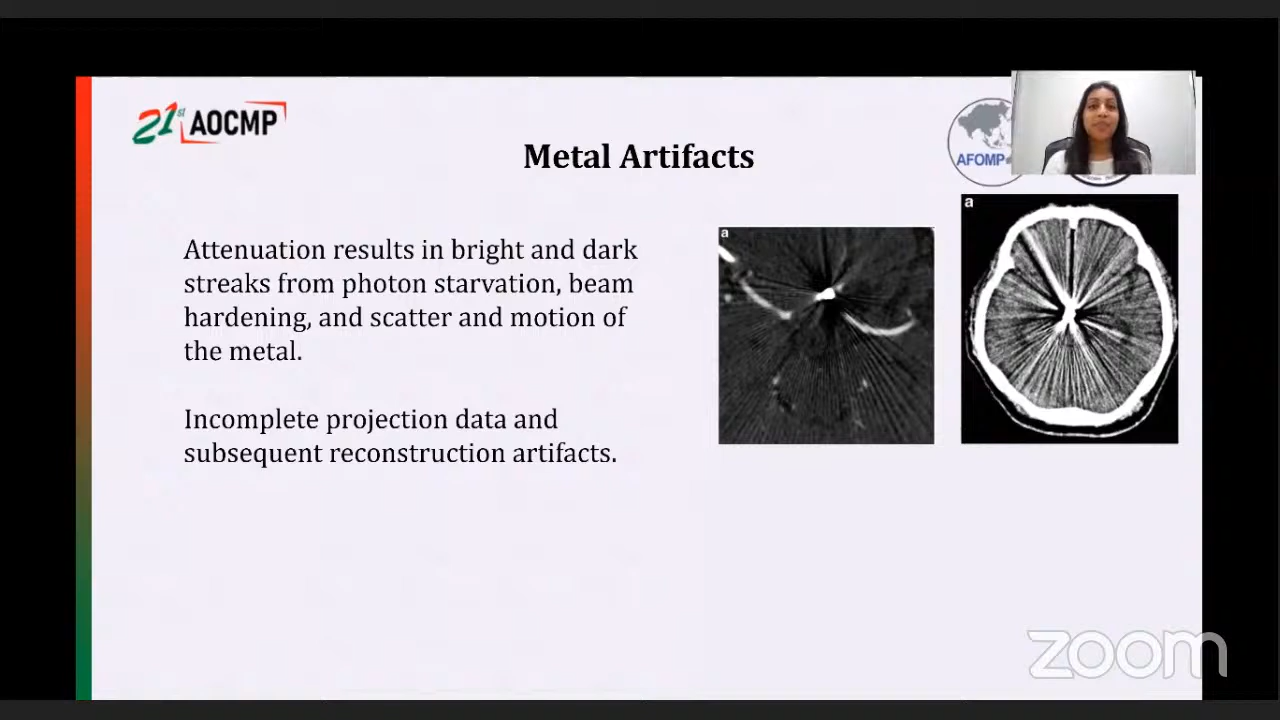 21st AOCMP
AFOMP
Metal Artifacts
a
a
Attenuation results in bright and dark
streaks from photon starvation, beam
hardening, and scatter and motion of
the metal.
Incomplete projection data and
subsequent reconstruction artifacts.
zoom